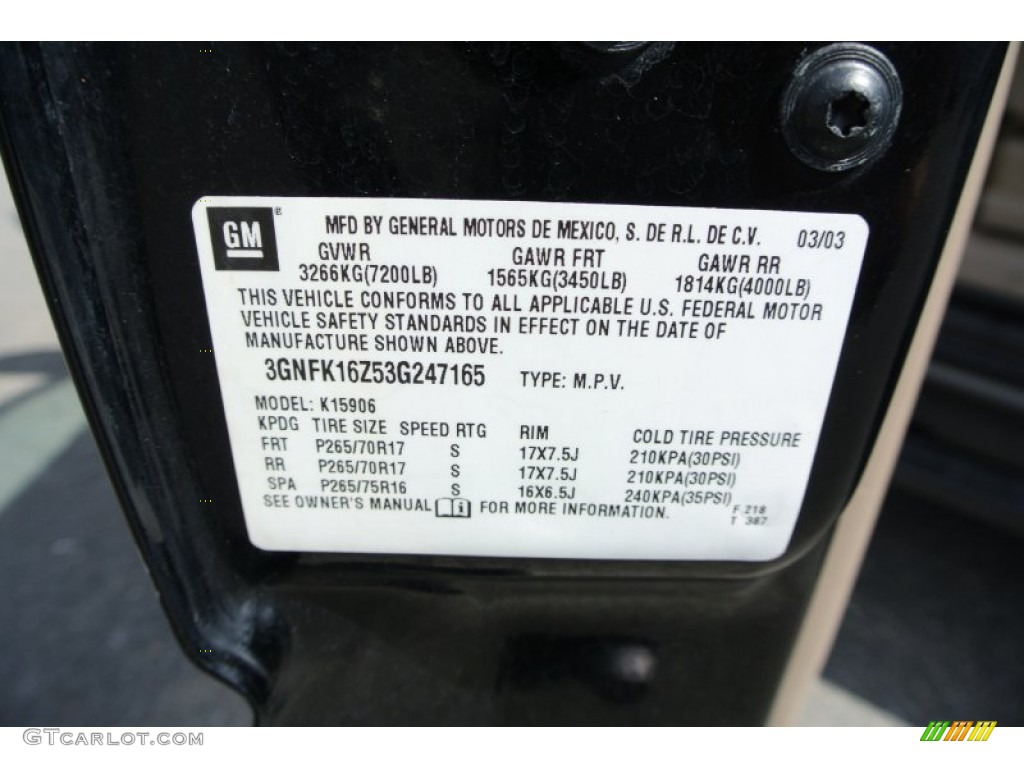 GM®
MFD BY GENERAL MOTORS DE MEXICO, S. DE R.L. DE C.V. 03/03
GVWR GAWR FRT GAWR RR
3266KG(7200LB) 1565KG(3450LB) 1814KG(4000LB)
THIS VEHICLE CONFORMS TO ALL APPLICABLE U.S. FEDERAL MOTOR
VEHICLE SAFETY STANDARDS IN EFFECT ON THE DATE OF
MANUFACTURE SHOWN ABOVE.
3GNFK16Z53G247165 TYPE: M.P.V.
MODEL: K15906
KPDG TIRE SIZE SPEED RTG RIM COLD TIRE PRESSURE
FRT P265/70R17 S 17X7.5J 210KPA(30PSI)
RR P265/70R17 S 17X7.5J 210KPA(30PSI)
SPA P265/75R16 S 16X6.5J 240KPA(35PSI)
SEE OWNER'S MANUAL i FOR MORE INFORMATION.
F 218
T 387
GTcarlot.com